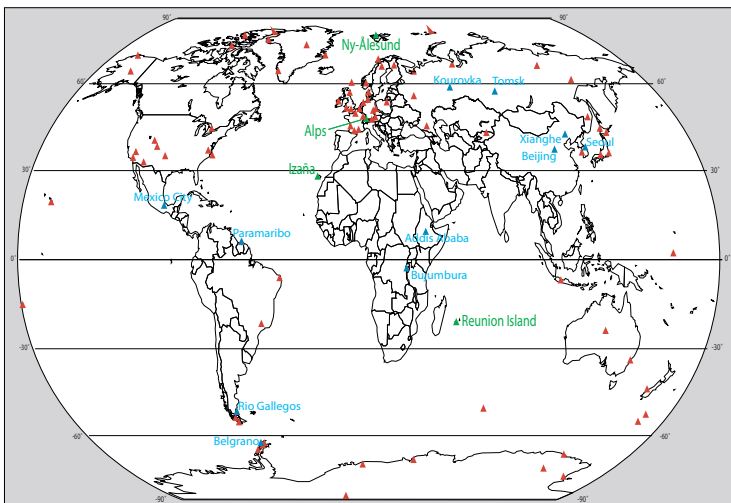 90°
90°
Ny-Ålesund
60°
60°
Kourovka
Tomsk
Alps
Xianghe
Seoul
Beijing
30°
Izaña
30°
Mexico City
Paramaribo
Addis Ababa
0°
0°
Bujumbura
Reunion Island
-30°
-30°
Rio Gallegos
-60°
Belgrano
-60°
-90°
-90°